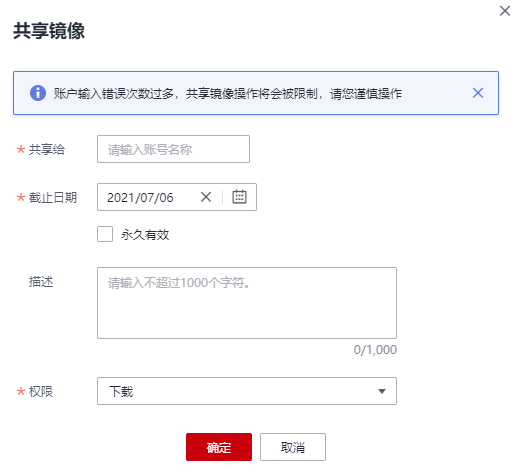 共享镜像
账户输入错误次数过多，共享镜像操作将会被限制，请您谨慎操作
* 共享给 请输入账号名称
* 截止日期 2021/07/06
永久有效
描述 请输入不超过1000个字符。
0/1,000
* 权限 下载
确定 取消